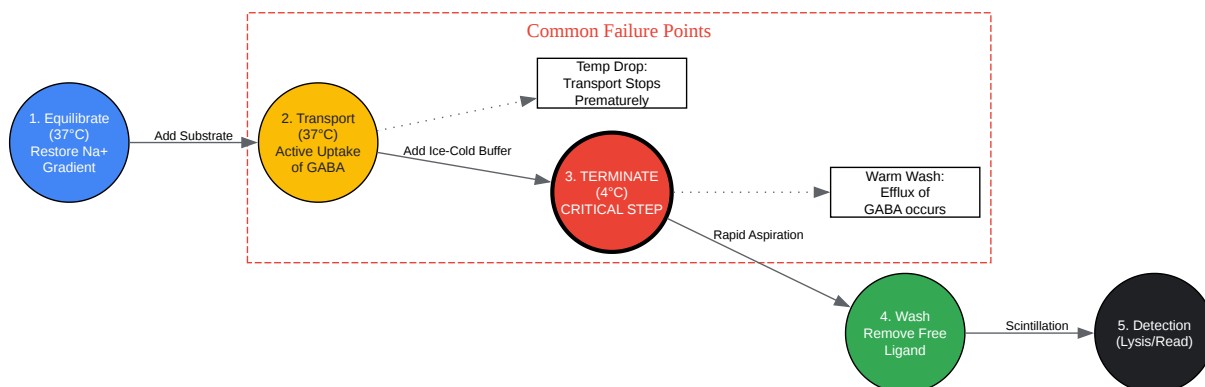 Common Failure Points
1. Equilibrate
(37°C)
Restore Na+
Gradient
Add Substrate
2. Transport
(37°C)
Active Uptake
of GABA
Temp Drop:
Transport Stops
Prematurely
Add Ice-Cold Buffer
3. TERMINATE
(4°C)
CRITICAL STEP
Warm Wash:
Efflux of
GABA occurs
Rapid Aspiration
4. Wash
Remove Free
Ligand
Scintillation
5. Detection
(Lysis/Read)